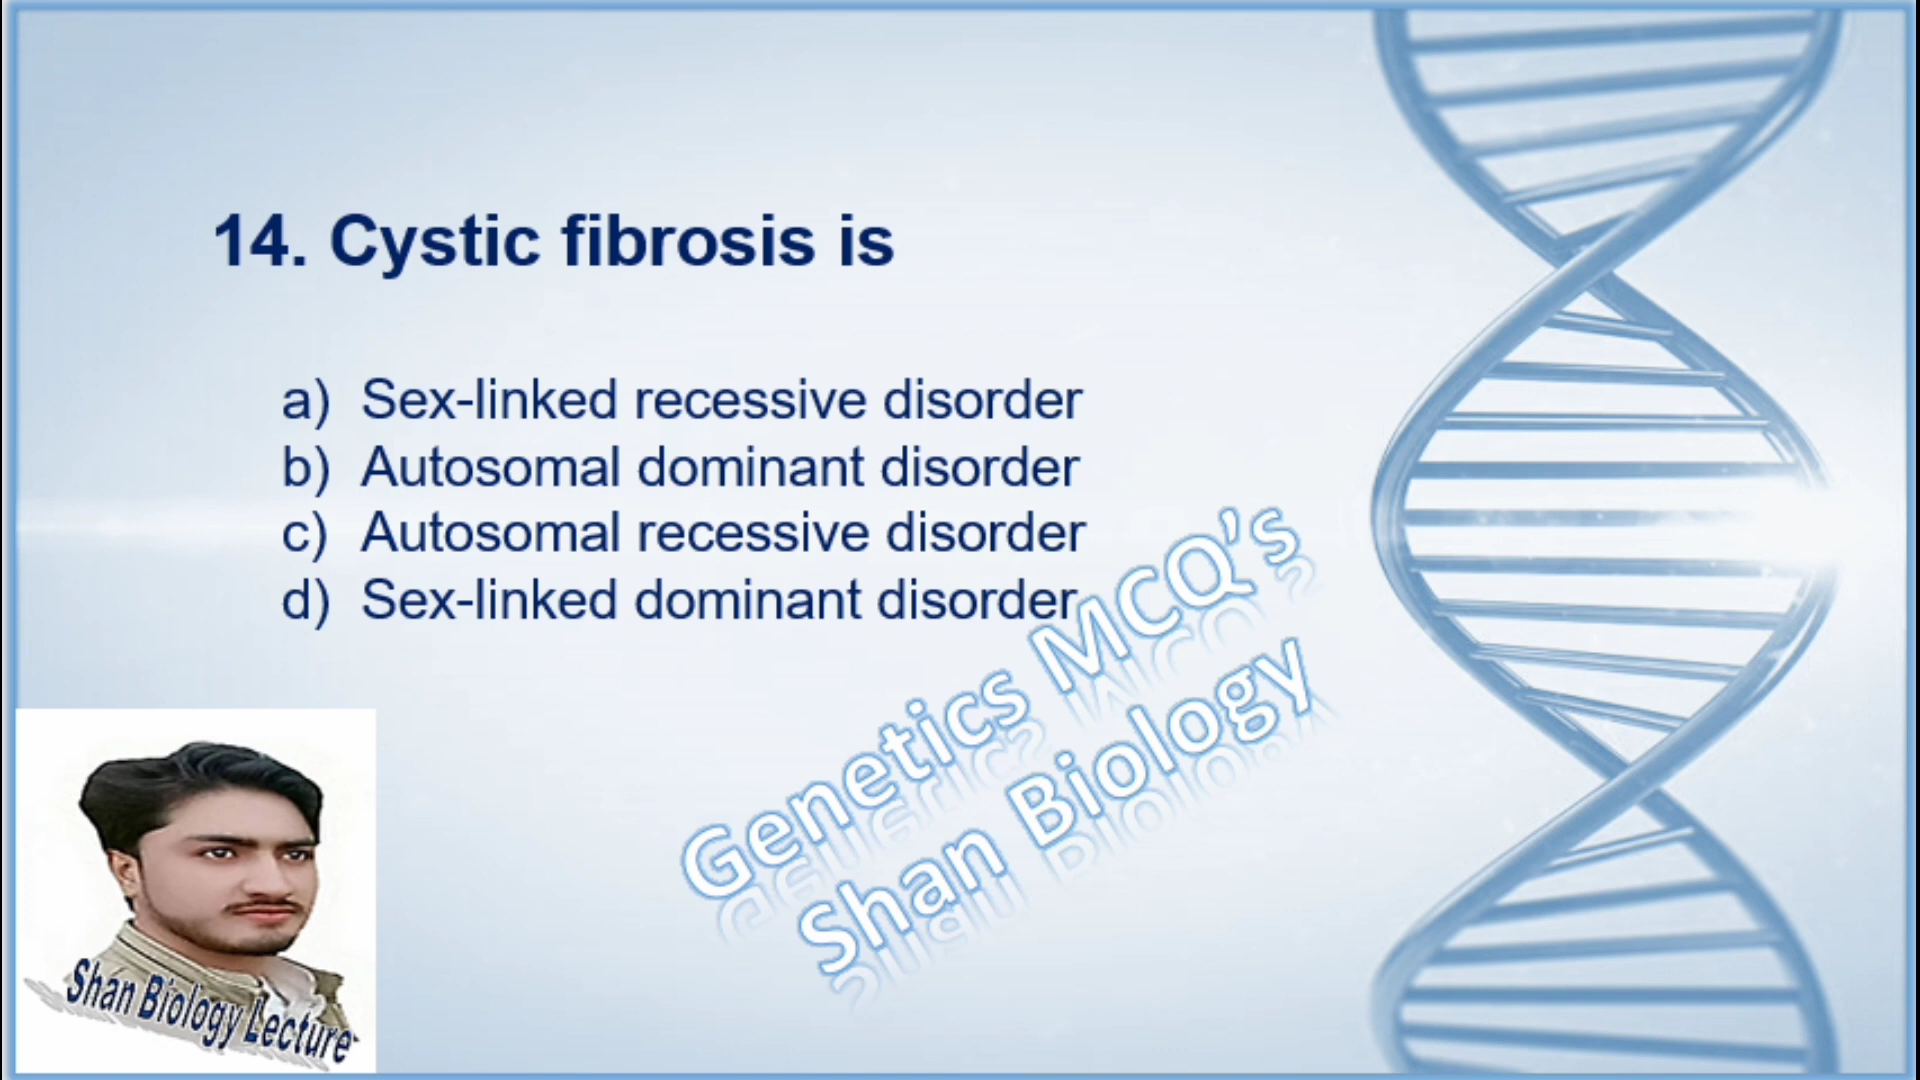 14. Cystic fibrosis is
a) Sex-linked recessive disorder
b) Autosomal dominant disorder
c) Autosomal recessive disorder
d) Sex-linked dominant disorder
Genetics MCQ’s
Shan Biology
Shan Biology Lecture